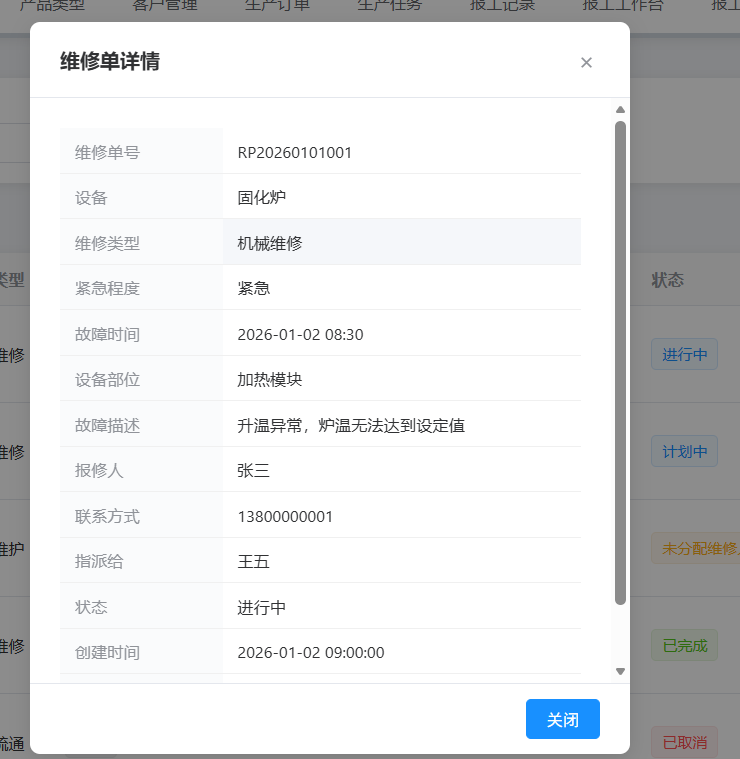 产品类型 客户管理 生产订单 生产任务 报工记录 报工工作台 报工
维修单详情 ×
维修单号 RP20260101001
设备 固化炉
维修类型 机械维修
类型 状态
紧急程度 紧急
故障时间 2026-01-02 08:30
维修 进行中
设备部位 加热模块
故障描述 升温异常，炉温无法达到设定值
维修 计划中
报修人 张三
联系方式 13800000001
维护 未分配维修
指派给 王五
状态 进行中
维修 已完成
创建时间 2026-01-02 09:00:00
关闭
流通 已取消